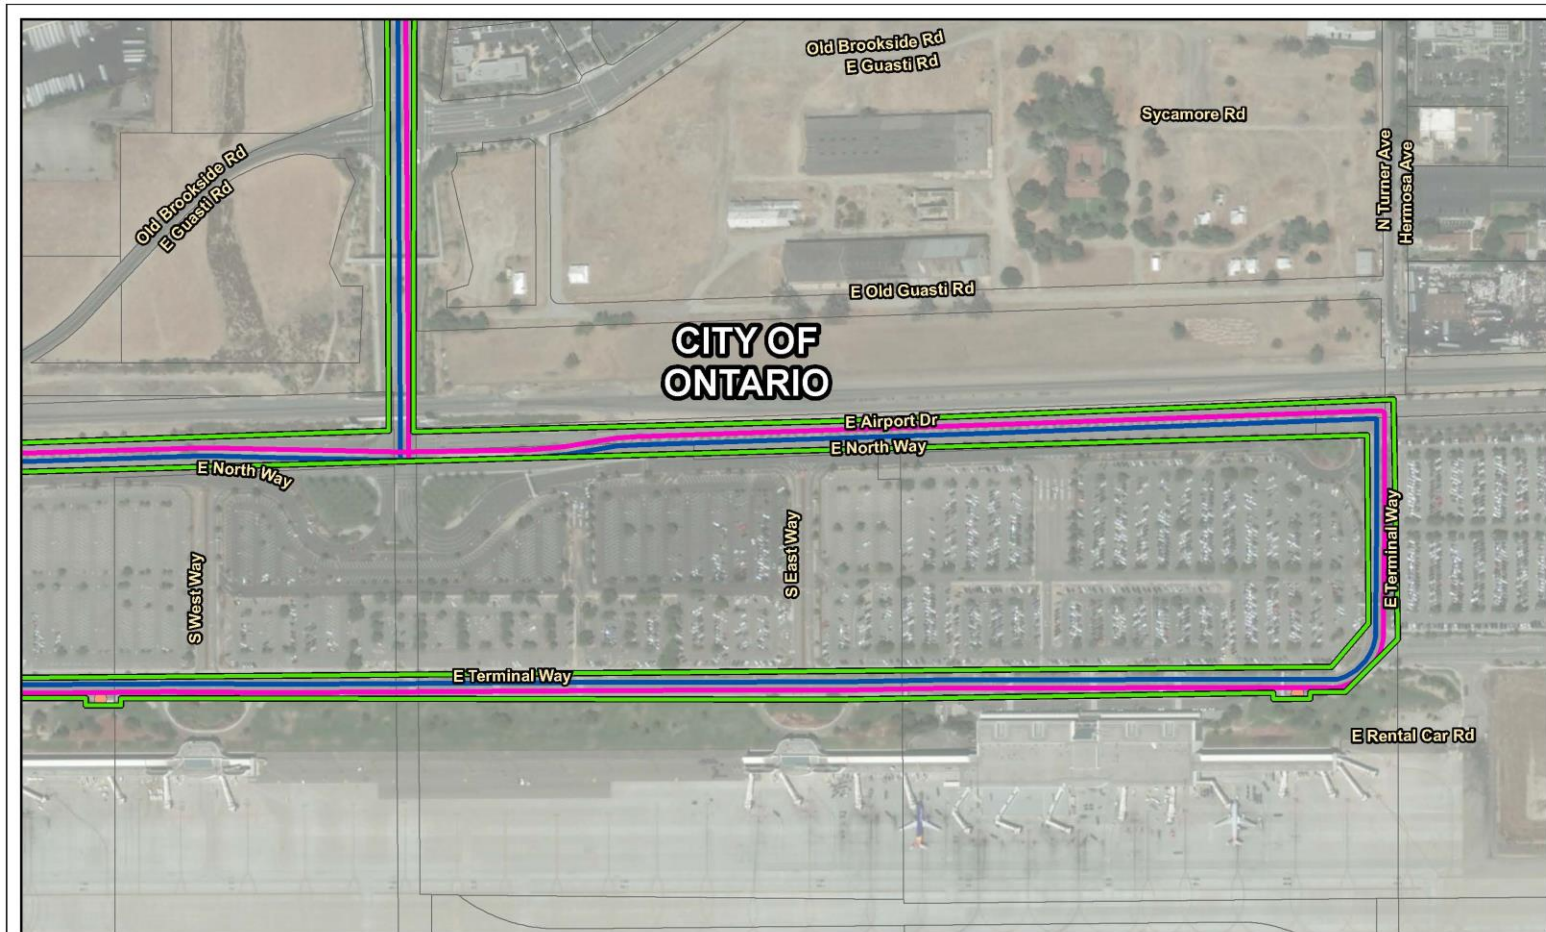 Old Brookside Rd
E Guasti Rd
Sycamore Rd
N Turner Ave
Hermosa Ave
Old Brookside Rd
E Guasti Rd
E Old Guasti Rd
CITY OF
ONTARIO
E Airport Dr
E North Way
E North Way
S West Way
S East Way
E Terminal Way
E Terminal Way
E Rental Car Rd